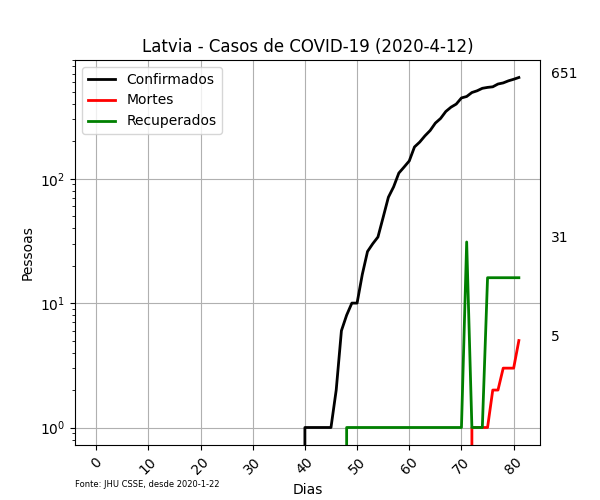 Latvia - Casos de COVID-19 (2020-4-12)
Confirmados
Mortes
Recuperados
651
31
5
10²
10¹
10⁰
Pessoas
0 10 20 30 40 50 60 70 80
Fonte: JHU CSSE, desde 2020-1-22
Dias